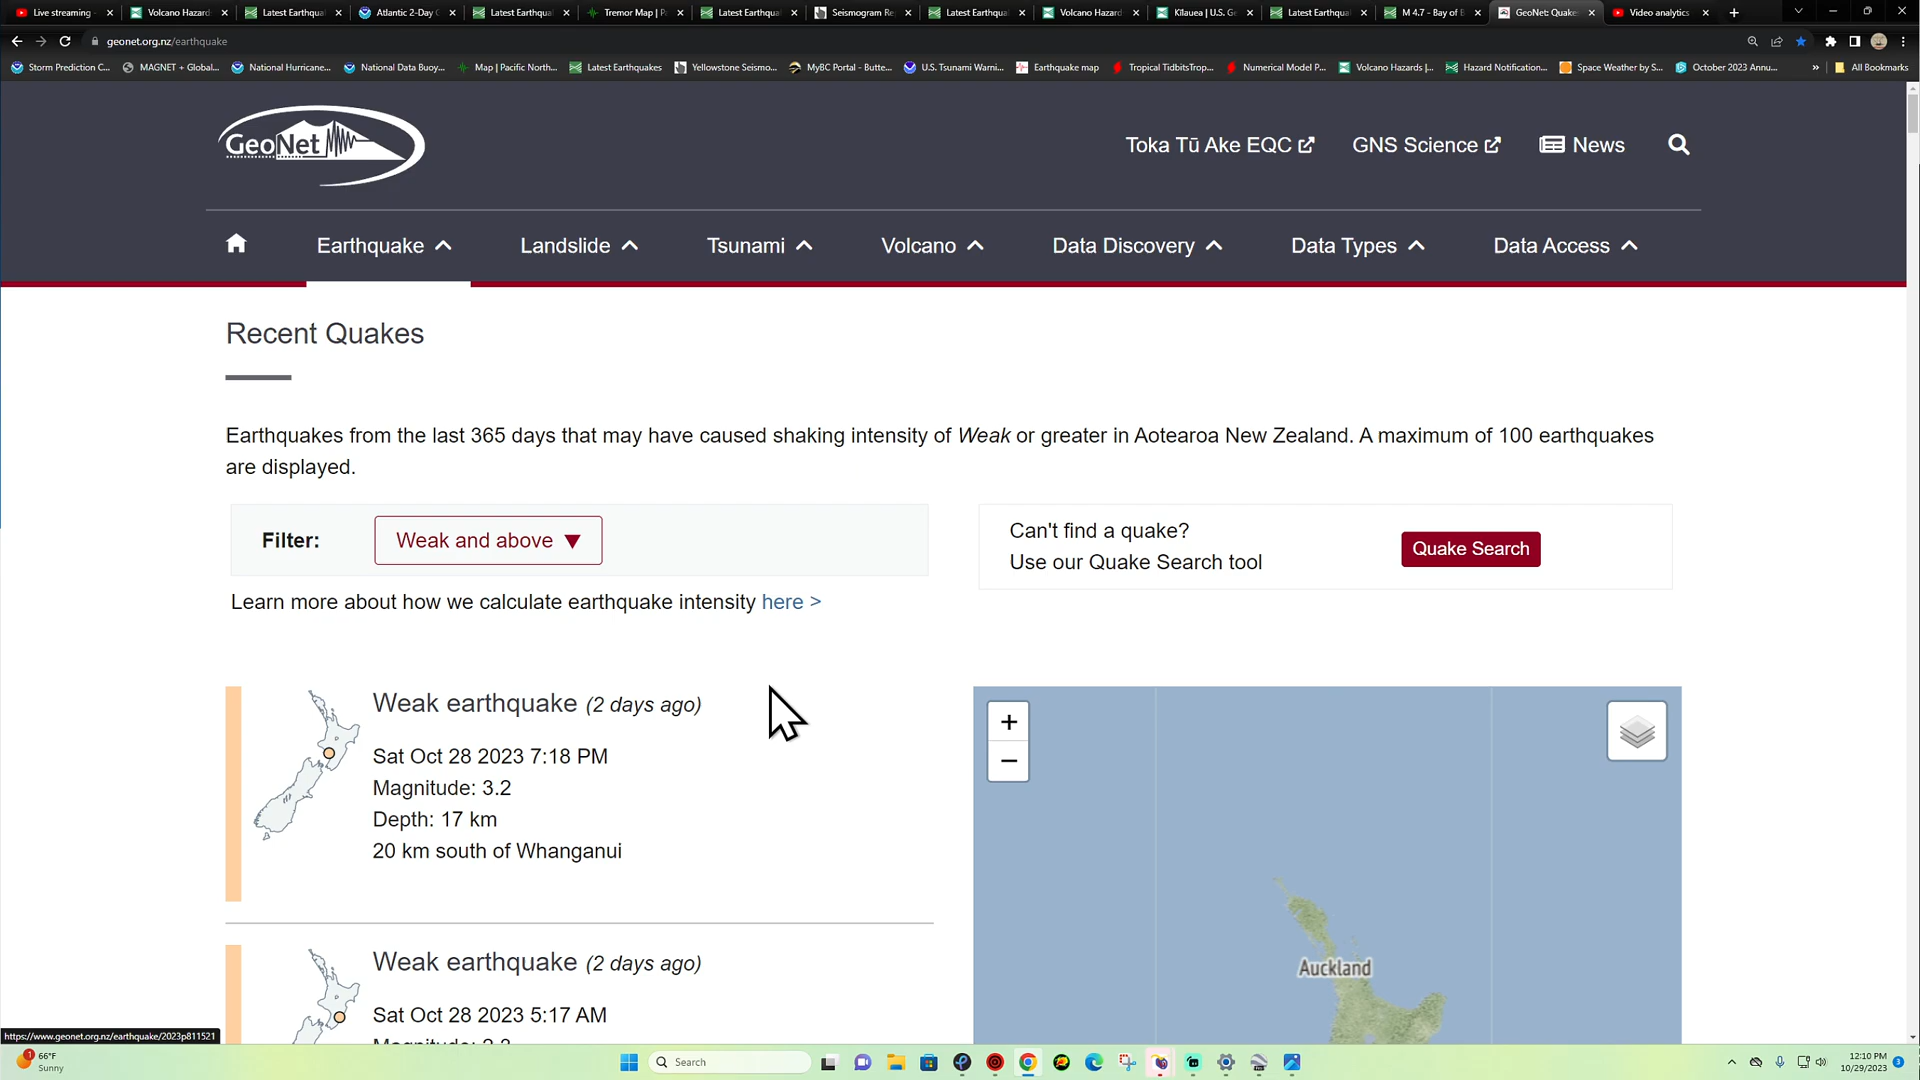 Live streaming -
Volcano Hazard
Latest Earthqua
Atlantic 2-Day G
Latest Earthqua
Tremor Map | P
Latest Earthqua
Seismogram Re
Latest Earthqua
Volcano Hazard
Kīlauea | U.S. Ge
Latest Earthqua
M 4.7 - Bay of B
GeoNet: Quake
Video analytics
geonet.org.nz/earthquake
Storm Prediction C...
MAGNET + Global...
National Hurricane...
National Data Buoy...
Map | Pacific North...
Latest Earthquakes
Yellowstone Seismo...
MyBC Portal - Butte...
U.S. Tsunami Warni...
Earthquake map
Tropical TidbitsTrop...
Numerical Model P...
Volcano Hazards |...
Hazard Notification...
Space Weather by S...
October 2023 Annu...
»
All Bookmarks
GeoNet
Toka Tū Ake EQC
GNS Science
News
Earthquake
Landslide
Tsunami
Volcano
Data Discovery
Data Types
Data Access
Recent Quakes
Earthquakes from the last 365 days that may have caused shaking intensity of Weak or greater in Aotearoa New Zealand. A maximum of 100 earthquakes
are displayed.
Filter:
Weak and above ▼
Can't find a quake?
Use our Quake Search tool
Quake Search
Learn more about how we calculate earthquake intensity here >
Weak earthquake (2 days ago)
Sat Oct 28 2023 7:18 PM
Magnitude: 3.2
Depth: 17 km
20 km south of Whanganui
+
−
Auckland
Weak earthquake (2 days ago)
Sat Oct 28 2023 5:17 AM
https://www.geonet.org.nz/earthquake/2023p811521
1
66°F
Sunny
Search
12:10 PM
10/29/2023
3